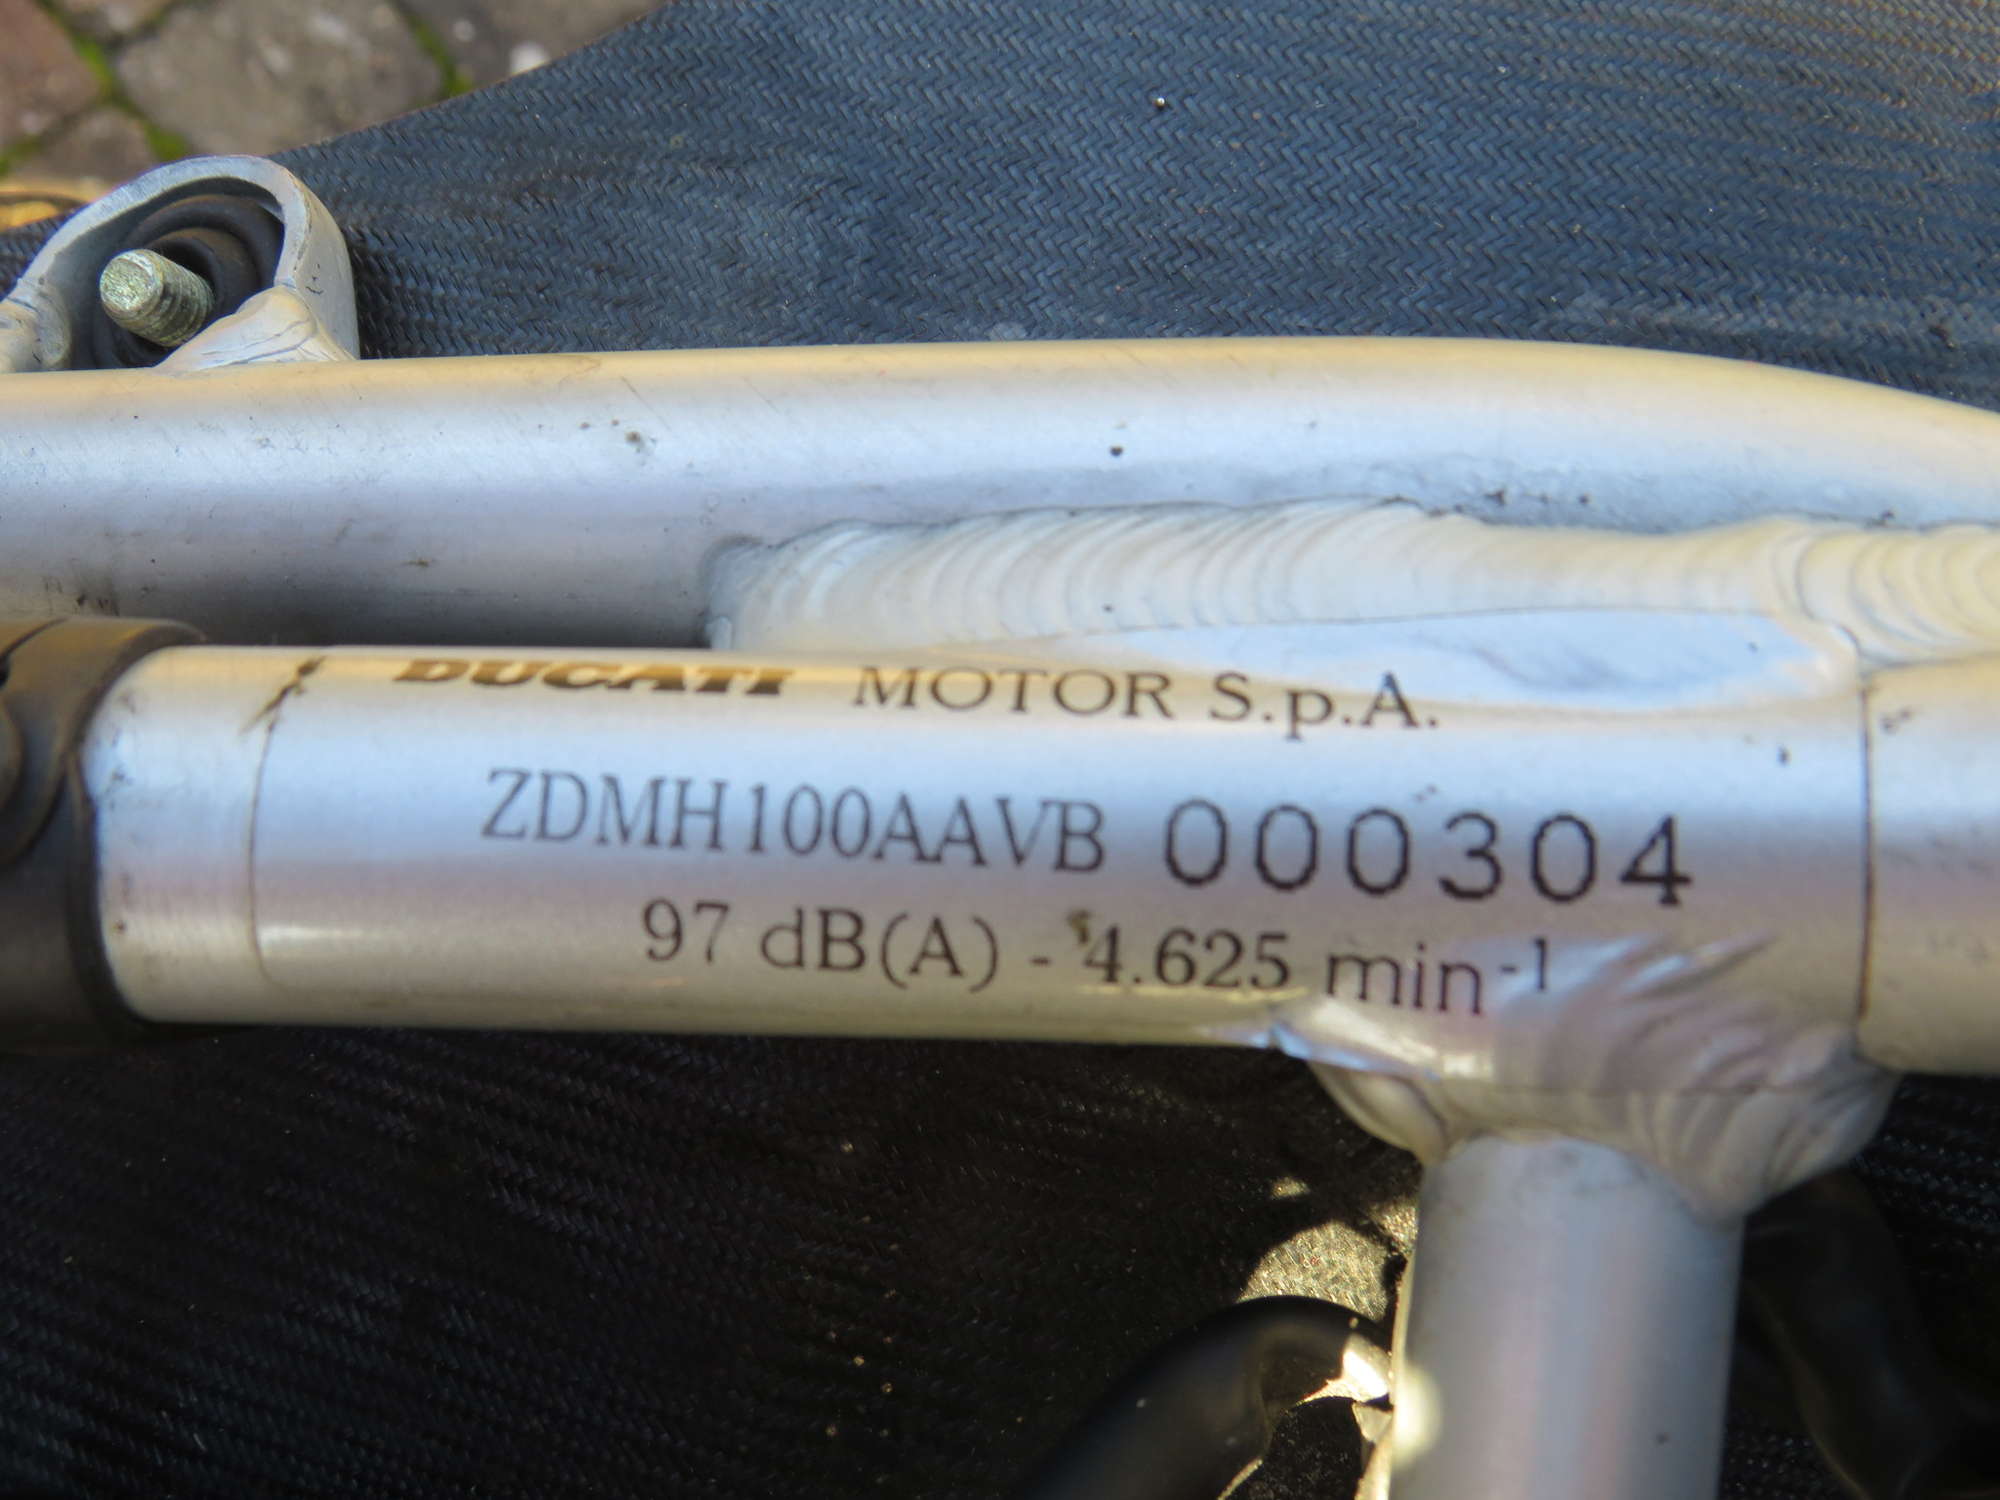 DUCATI MOTOR S.p.A.
ZDMH100AAVB 000304
97 dB(A) - 4.625 min-1